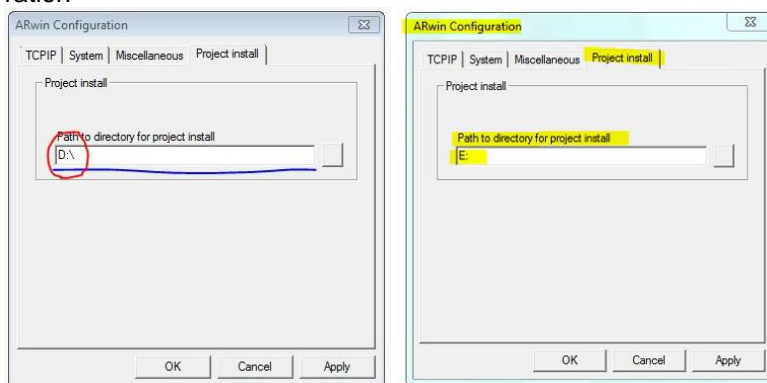 ration
ARwin Configuration
TCPIP System Miscellaneous Project install
Project install
Path to directory for project install
D:\
OK Cancel Apply
ARwin Configuration
TCPIP System Miscellaneous Project install
Project install
Path to directory for project install
E:
OK Cancel Apply